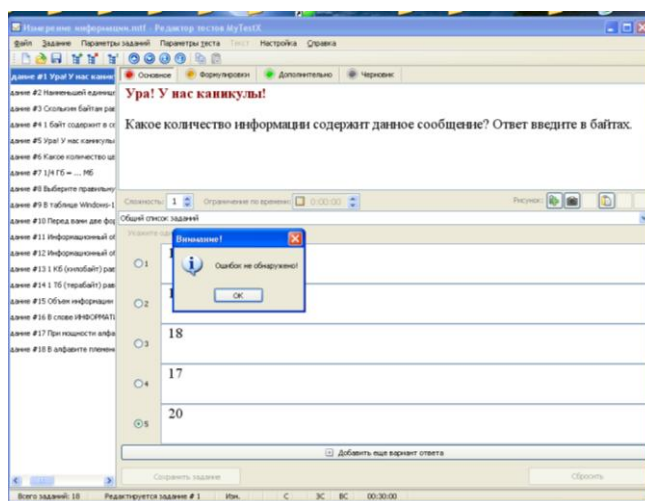 Измерение информации.mtf - Редактор тестов MyTestX
Файл Задание Параметры заданий Параметры теста Тест Настройка Справка
Основное Формулировки Дополнительно Черновик
дание #1 Ура! У нас каник
дание #2 Наименьшей единице
дание #3 Скольким байтам рав
дание #4 1 байт содержит в се
дание #5 Ура! У нас каникулы
дание #6 Какое количество цв
дание #7 1/4 Гб = .... Мб
дание #8 Выберите правильну
дание #9 В таблице Windows-1
дание #10 Перед вами две фо
дание #11 Информационный об
дание #12 Информационный об
дание #13 1 Кб (килобайт) рав
дание #14 1 Тб (терабайт) рав
дание #15 Объем информации
дание #16 В слове ИНФОРМАТИ
дание #17 При мощности алфа
дание #18 В алфавите племени
Ура! У нас каникулы!
Какое количество информации содержит данное сообщение? Ответ введите в байтах.
Сложность: 1 Ограничение по времени: 0:00:00 Рисунок:
Общий список заданий
Внимание!
Ошибок не обнаружено!
OK
1
2
3 18
4 17
5 20
Добавить еще вариант ответа
Сохранить задание Сбросить
Всего заданий: 18 Редактируется задание # 1 Изм. С ЗС ВС 00:30:00